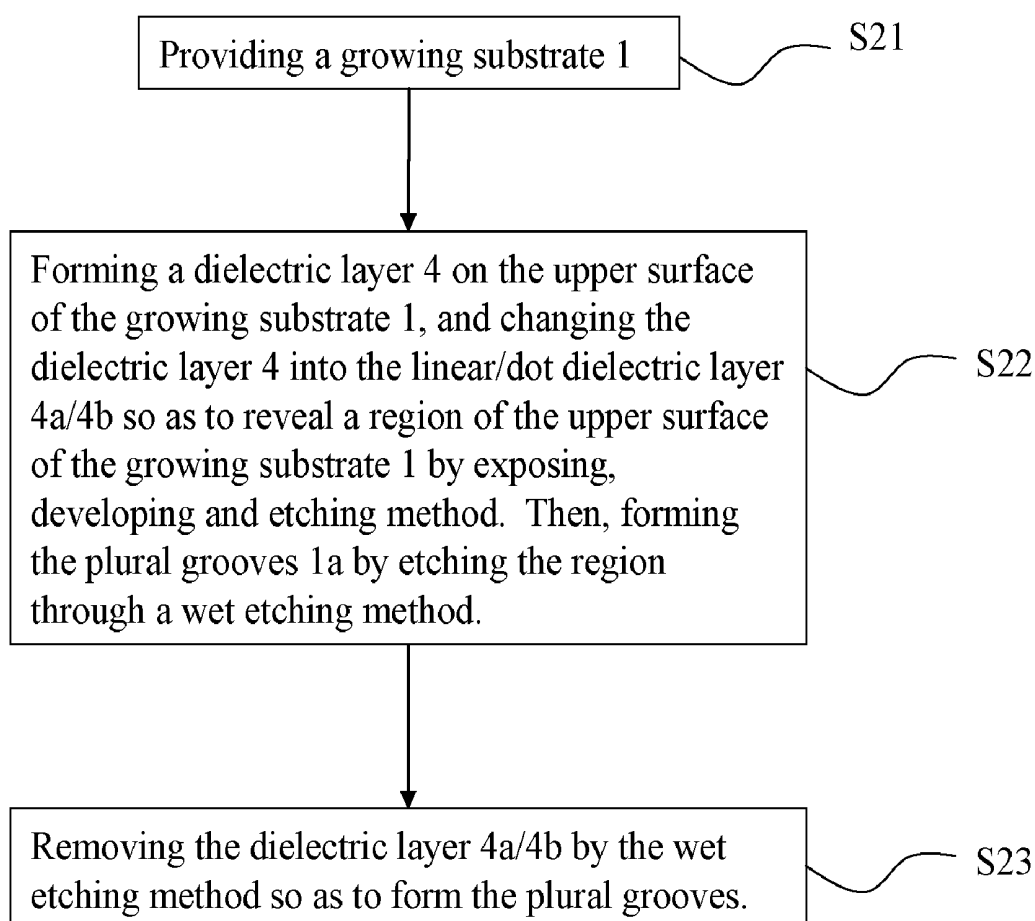 Providing a growing substrate 1
S21
Forming a dielectric layer 4 on the upper surface
of the growing substrate 1, and changing the
dielectric layer 4 into the linear/dot dielectric layer
4a/4b so as to reveal a region of the upper surface
of the growing substrate 1 by exposing,
developing and etching method. Then, forming
the plural grooves 1a by etching the region
through a wet etching method.
S22
Removing the dielectric layer 4a/4b by the wet
etching method so as to form the plural grooves.
S23